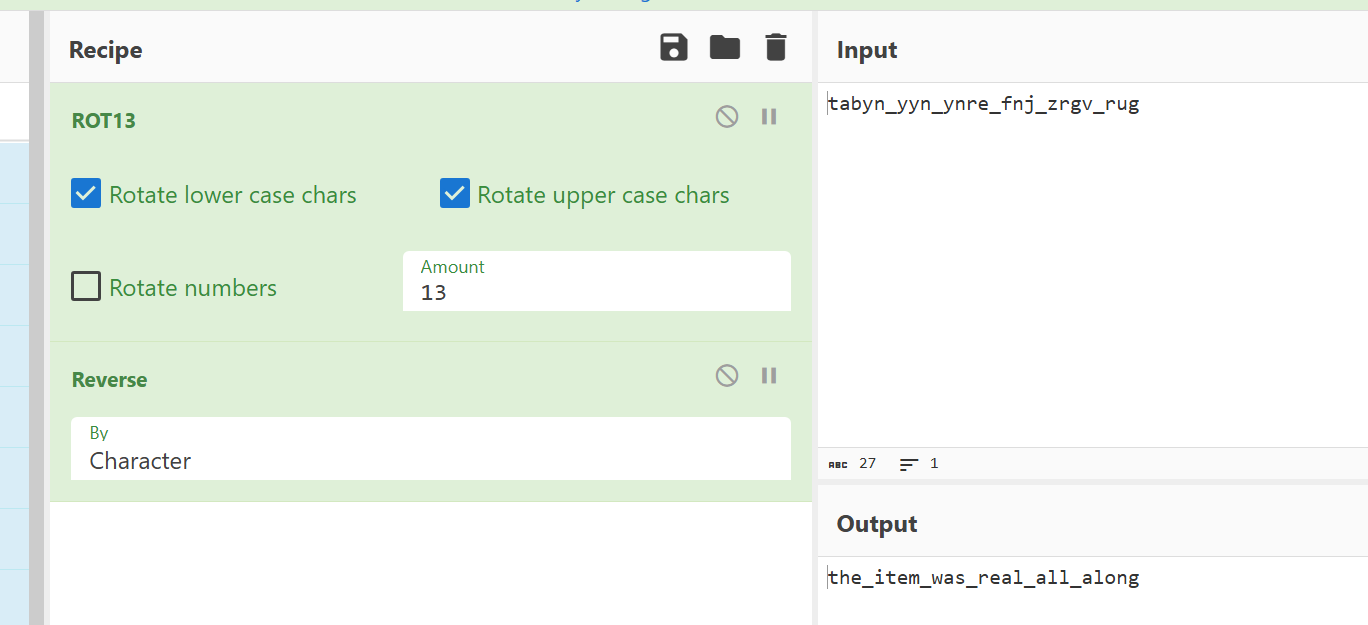 Recipe
ROT13
Rotate lower case chars
Rotate upper case chars
Rotate numbers
Amount
13
Reverse
By
Character
Input
tabyn_yyn_ynre_fnj_zrgv_rug
ABC 27 1
Output
the_item_was_real_all_along